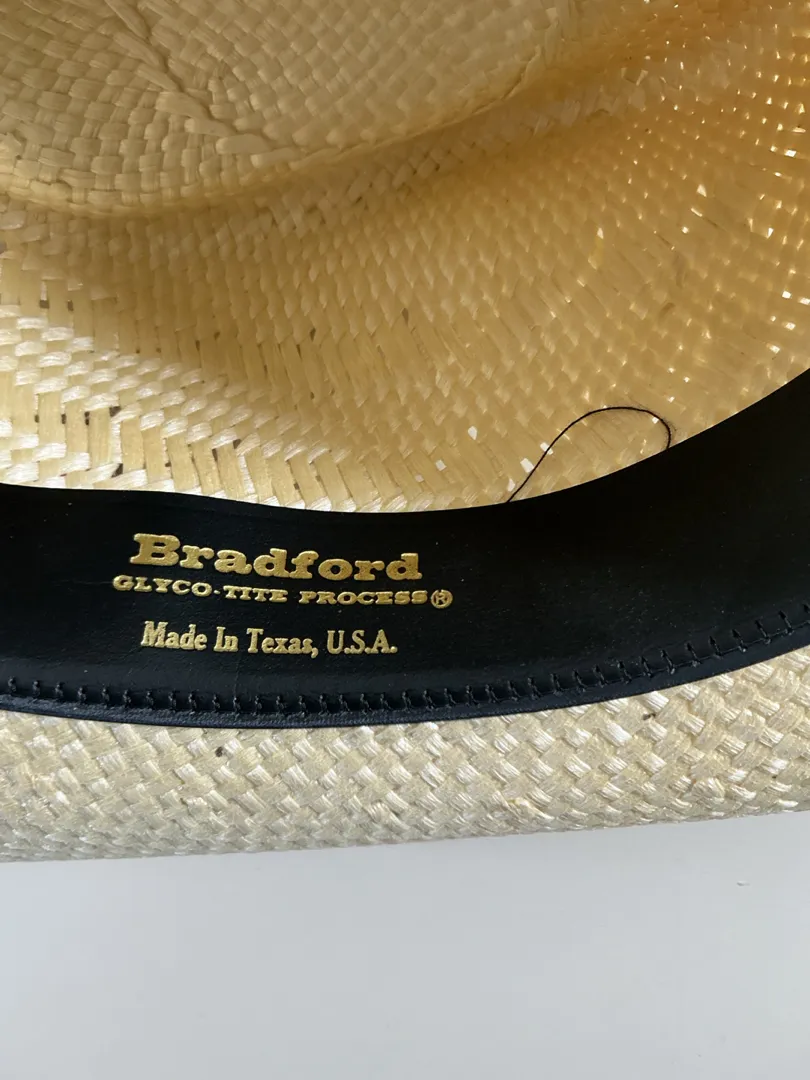 Bradford
GLYCO-TITE PROCESS®
Made In Texas, U.S.A.